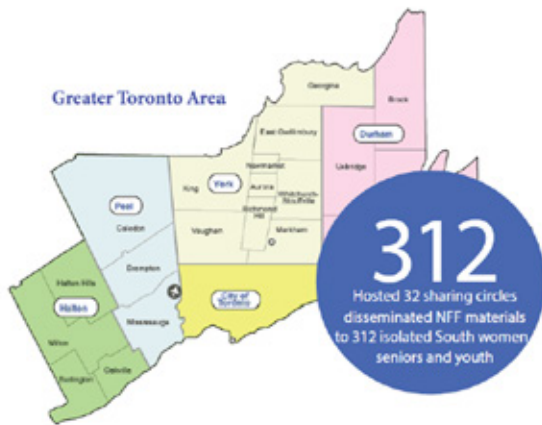 Greater Toronto Area
Georgina
Brock
East Gwillimbury
Durham
Uxbridge
Newmarket
York
King
Aurora
Whitchurch-
Stouffville
Richmond
Hill
Vaughan
Markham
Peel
Caledon
Brampton
Mississauga
City of
Toronto
Halton Hills
Halton
Milton
Burlington
Oakville
312
Hosted 32 sharing circles
disseminated NFF materials
to 312 isolated South women
seniors and youth